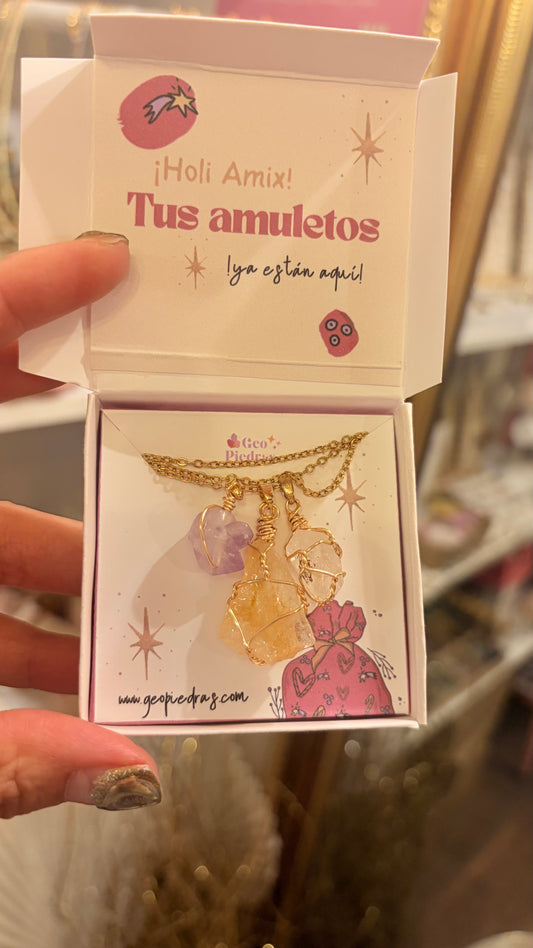 ¡Holi Amix!
Tus amuletos
!ya están aquí!
Geo
Piedras
www.geopiedras.com